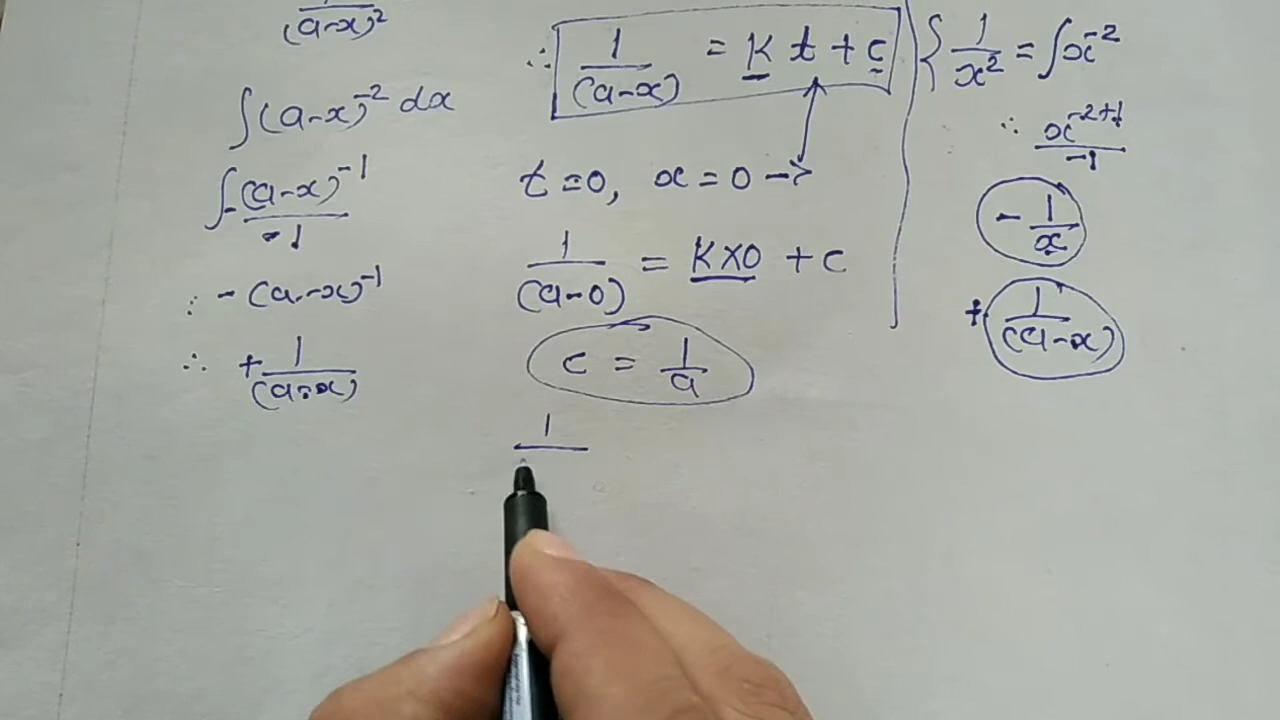 1/(a-x)²
∫(a-x)⁻² dx
∫-(a-x)⁻¹/-1
∴ -(a-x)⁻¹
∴ +1/(a-x)
∴ 1/(a-x) = K t + c
t=0, x=0 →
1/(a-0) = K×0 + c
c = 1/a
1/
{ 1/x² = ∫x⁻²
∴ x⁻²⁺¹/-1
- 1/x
+ 1/(a-x)